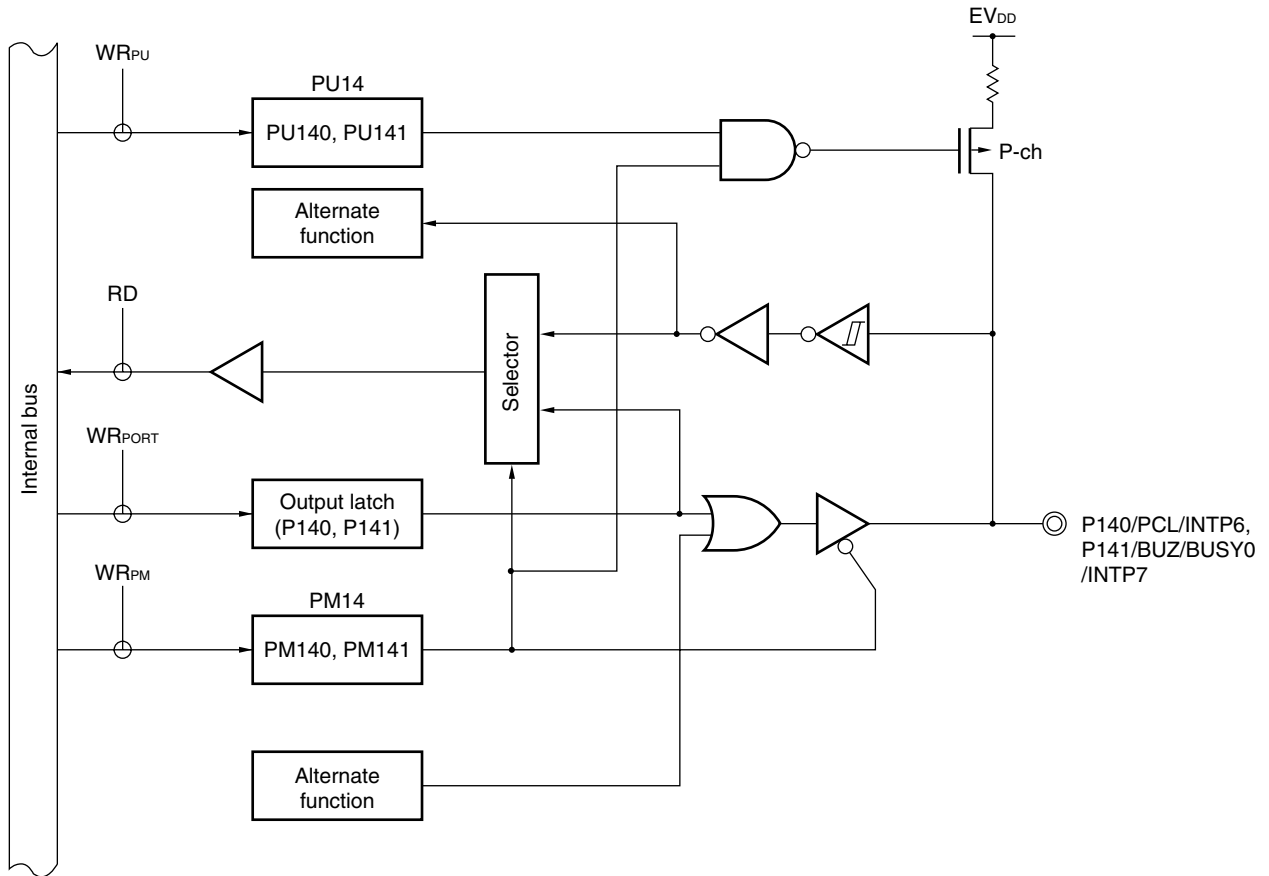 EVDD
WRPU
PU14
PU140, PU141
P-ch
Alternate
function
RD
Selector
Internal bus
WRPORT
Output latch
(P140, P141)
P140/PCL/INTP6,
P141/BUZ/BUSY0
/INTP7
WRPM
PM14
PM140, PM141
Alternate
function